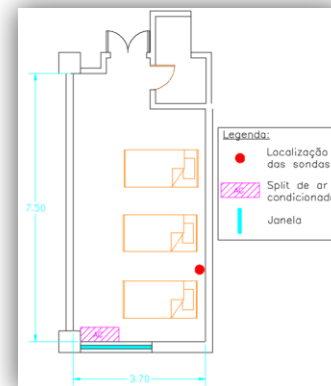 Legenda:
Localização
das sondas
AC
Split de ar
condicionad
Janela
7.50
AC
3.70